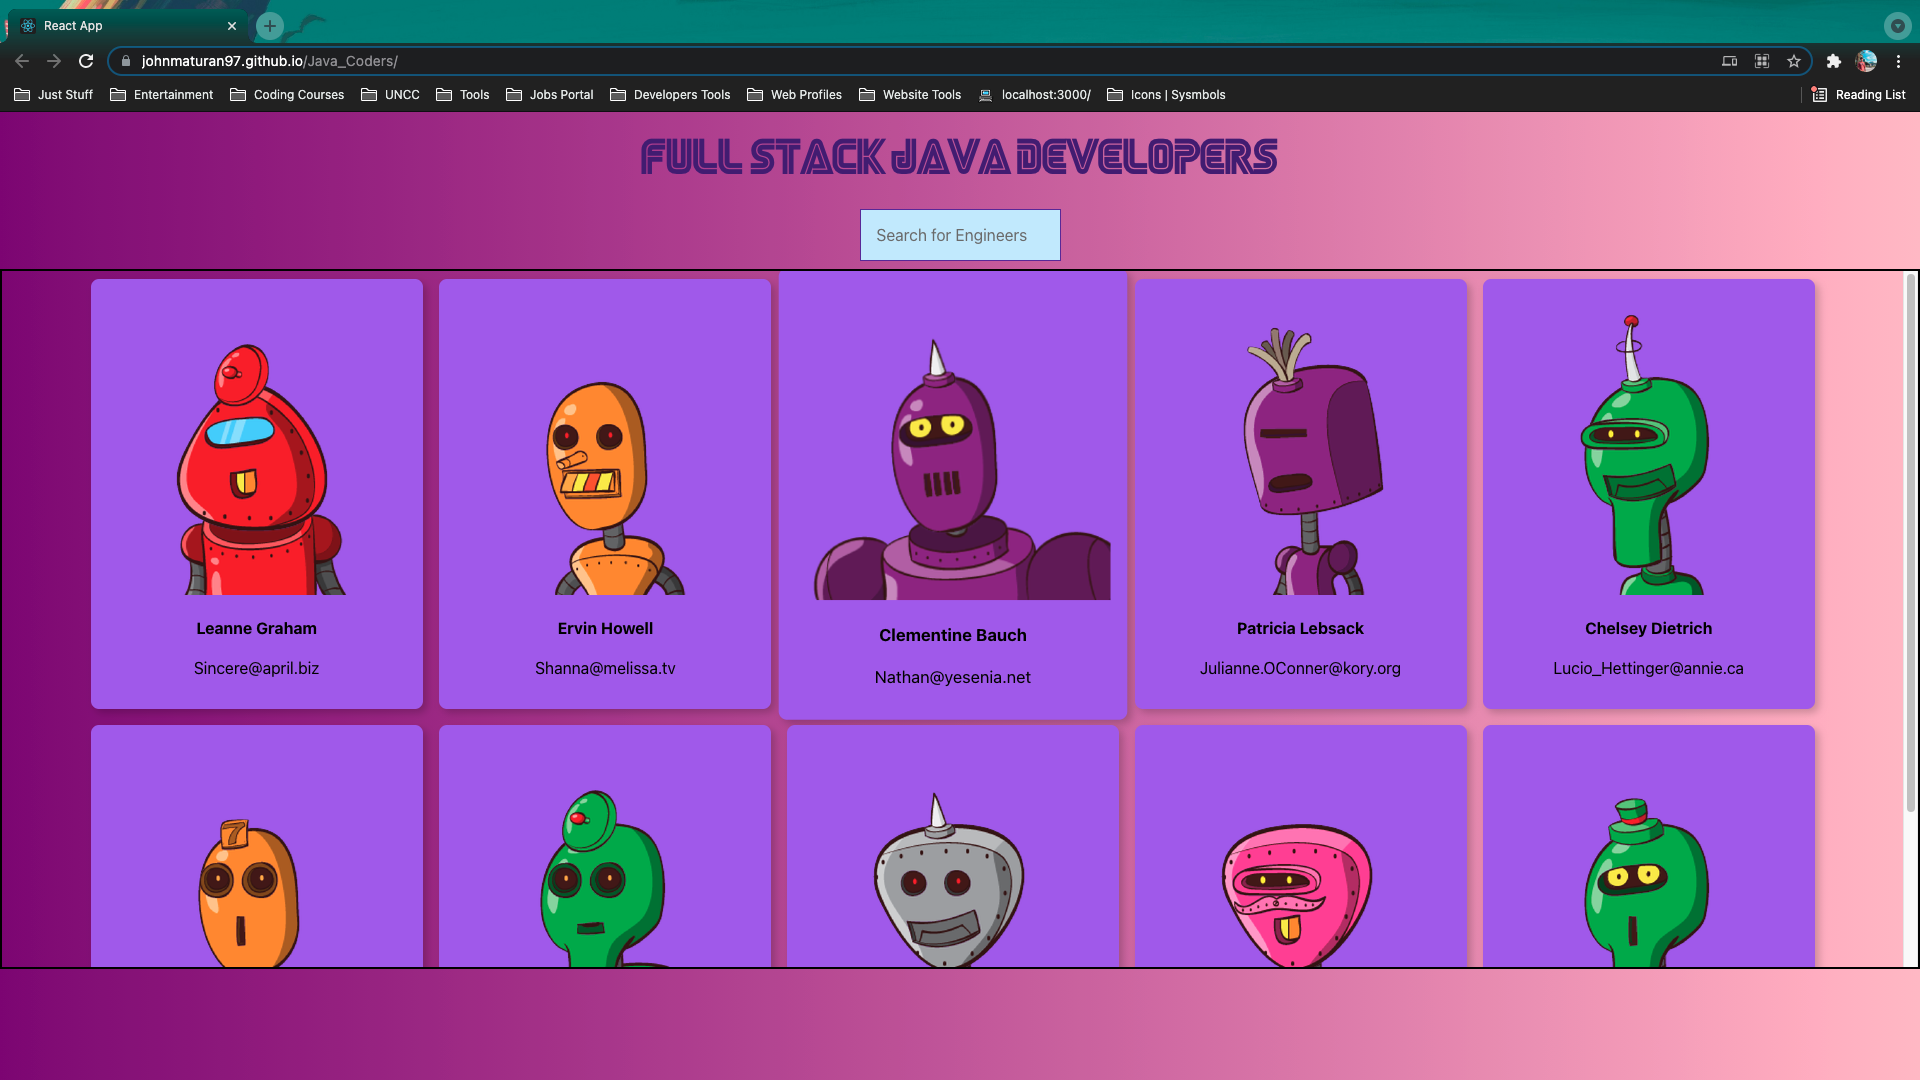 React App
johnmaturan97.github.io/Java_Coders/
Just Stuff Entertainment Coding Courses UNCC Tools Jobs Portal Developers Tools Web Profiles Website Tools localhost:3000/ Icons | Sysmbols Reading List
FULL STACK JAVA DEVELOPERS
Search for Engineers
Leanne Graham
Sincere@april.biz
Ervin Howell
Shanna@melissa.tv
Clementine Bauch
Nathan@yesenia.net
Patricia Lebsack
Julianne.OConner@kory.org
Chelsey Dietrich
Lucio_Hettinger@annie.ca
7